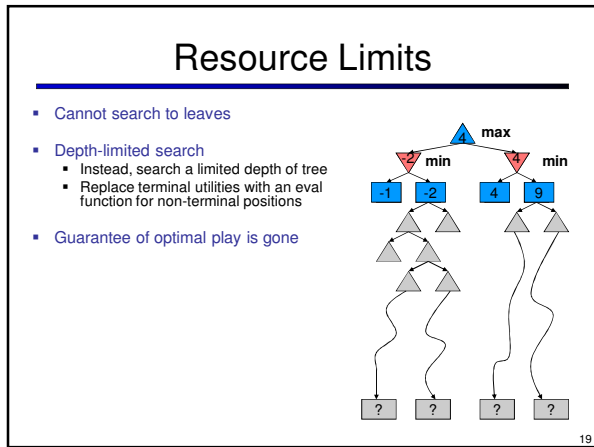 Resource Limits
▪ Cannot search to leaves
▪ Depth-limited search
▪ Instead, search a limited depth of tree
▪ Replace terminal utilities with an eval
function for non-terminal positions
▪ Guarantee of optimal play is gone
4 max
-2 min 4 min
-1 -2 4 9
? ? ? ?
19